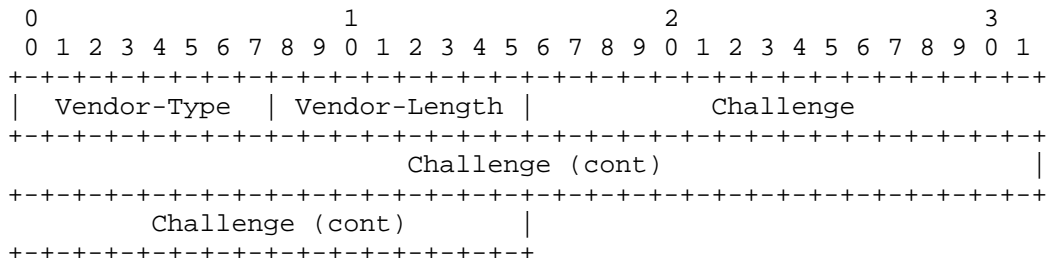 0                   1                   2                   3
 0 1 2 3 4 5 6 7 8 9 0 1 2 3 4 5 6 7 8 9 0 1 2 3 4 5 6 7 8 9 0 1
+-+-+-+-+-+-+-+-+-+-+-+-+-+-+-+-+-+-+-+-+-+-+-+-+-+-+-+-+-+-+-+-+
|  Vendor-Type  | Vendor-Length |           Challenge
+-+-+-+-+-+-+-+-+-+-+-+-+-+-+-+-+-+-+-+-+-+-+-+-+-+-+-+-+-+-+-+-+
                         Challenge (cont)                       |
+-+-+-+-+-+-+-+-+-+-+-+-+-+-+-+-+-+-+-+-+-+-+-+-+-+-+-+-+-+-+-+-+
         Challenge (cont)       |
+-+-+-+-+-+-+-+-+-+-+-+-+-+-+-+-+